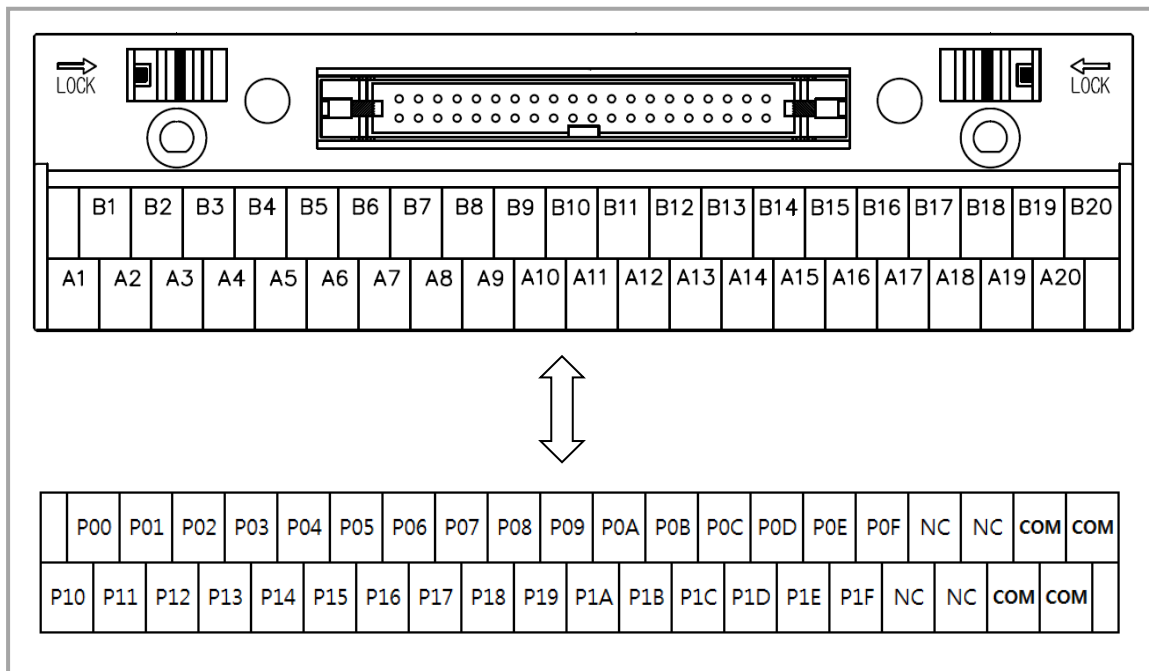 LOCK LOCK
B1 B2 B3 B4 B5 B6 B7 B8 B9 B10 B11 B12 B13 B14 B15 B16 B17 B18 B19 B20
A1 A2 A3 A4 A5 A6 A7 A8 A9 A10 A11 A12 A13 A14 A15 A16 A17 A18 A19 A20
P00 P01 P02 P03 P04 P05 P06 P07 P08 P09 P0A P0B P0C P0D P0E P0F NC NC COM COM
P10 P11 P12 P13 P14 P15 P16 P17 P18 P19 P1A P1B P1C P1D P1E P1F NC NC COM COM